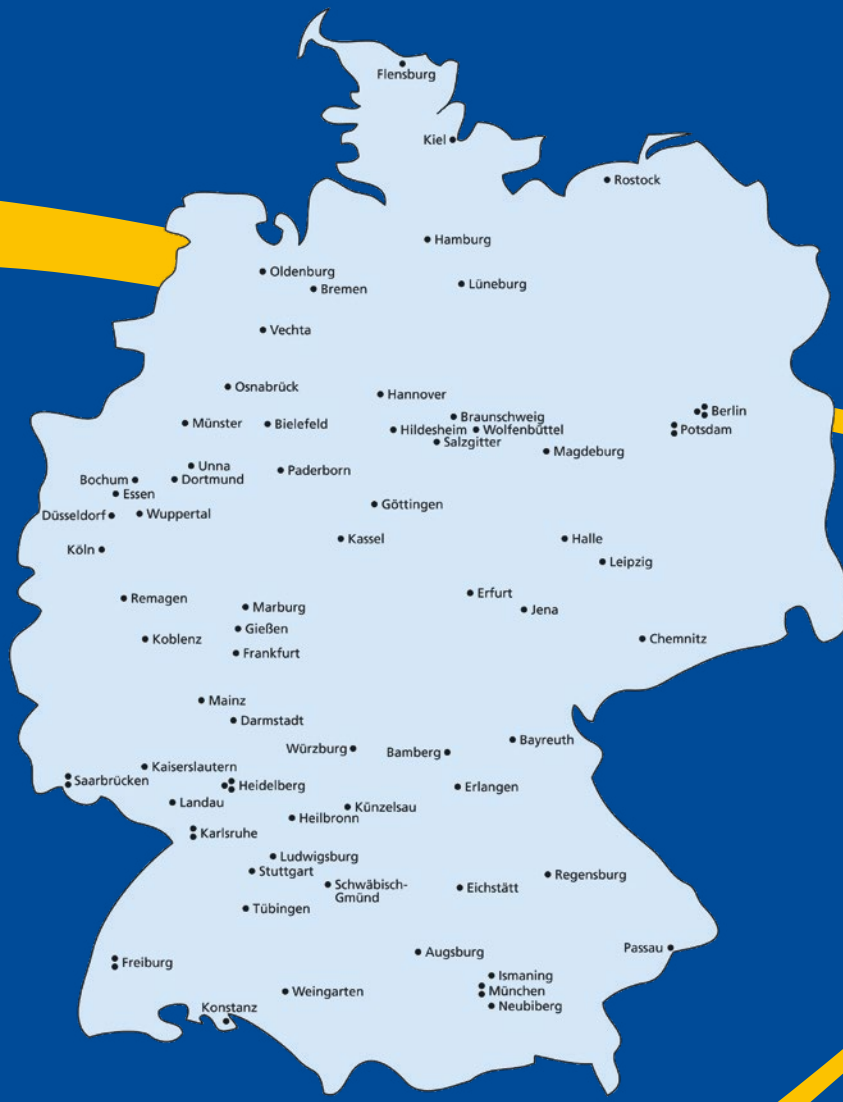 Flensburg
Kiel
Rostock
Hamburg
Oldenburg
Lüneburg
Bremen
Vechta
Osnabrück
Hannover
Berlin
Braunschweig
Münster
Bielefeld
Hildesheim
Wolfenbüttel
Potsdam
Salzgitter
Magdeburg
Unna
Paderborn
Bochum
Dortmund
Essen
Göttingen
Düsseldorf
Wuppertal
Kassel
Halle
Köln
Leipzig
Erfurt
Remagen
Marburg
Jena
Gießen
Koblenz
Chemnitz
Frankfurt
Mainz
Darmstadt
Bayreuth
Würzburg
Bamberg
Kaiserslautern
Saarbrücken
Heidelberg
Erlangen
Landau
Künzelsau
Heilbronn
Karlsruhe
Ludwigsburg
Stuttgart
Regensburg
Schwäbisch-
Gmünd
Eichstätt
Tübingen
Passau
Augsburg
Freiburg
Ismaning
Weingarten
München
Neubiberg
Konstanz